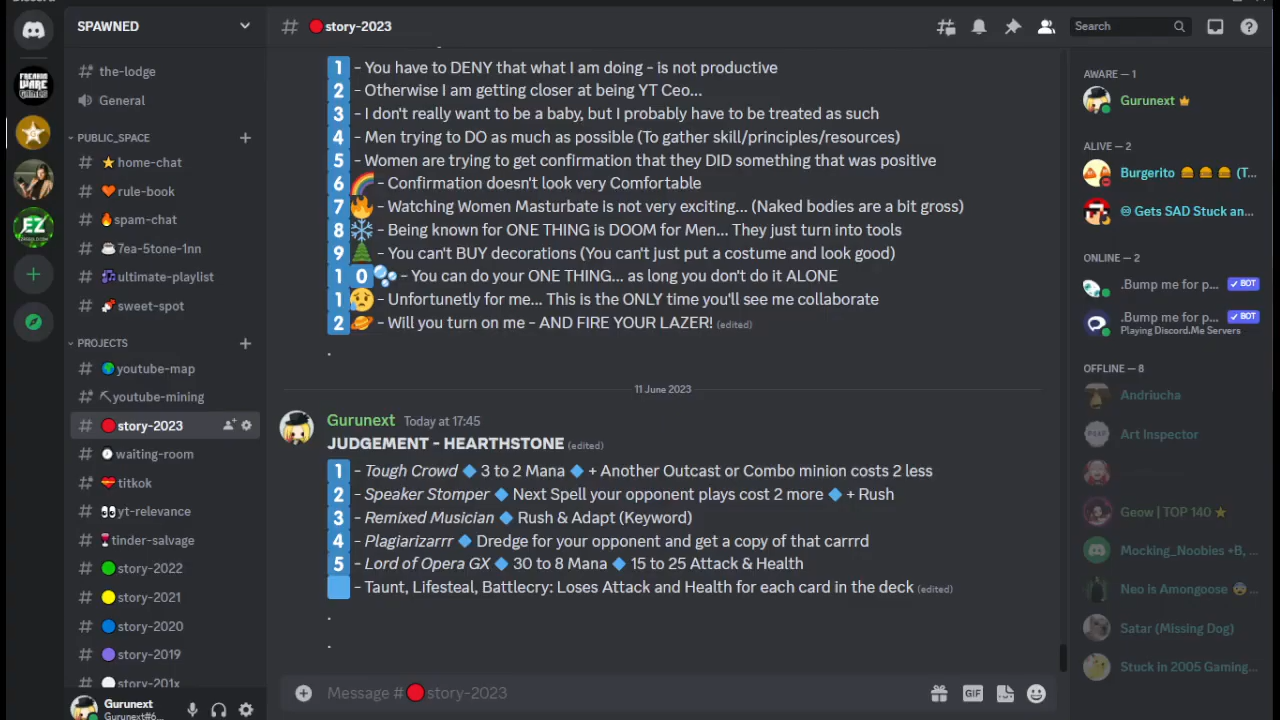 SPAWNED
the-lodge
General
PUBLIC_SPACE
home-chat
rule-book
spam-chat
7ea-5tone-1nn
ultimate-playlist
sweet-spot
PROJECTS
youtube-map
youtube-mining
story-2023
waiting-room
titkok
yt-relevance
tinder-salvage
story-2022
story-2021
story-2020
story-2019
story-201x
Gurunext
Gurunext#6...
FREAKIN WARE GAMES
EZ
# 🔴story-2023
Search
1 - You have to DENY that what I am doing - is not productive
2 - Otherwise I am getting closer at being YT Ceo...
3 - I don't really want to be a baby, but I probably have to be treated as such
4 - Men trying to DO as much as possible (To gather skill/principles/resources)
5 - Women are trying to get confirmation that they DID something that was positive
6 🌈 - Confirmation doesn't look very Comfortable
7 🔥 - Watching Women Masturbate is not very exciting... (Naked bodies are a bit gross)
8 ❄️ - Being known for ONE THING is DOOM for Men... They just turn into tools
9 🎄 - You can't BUY decorations (You can't just put a costume and look good)
1 0 🫧 - You can do your ONE THING... as long you don't do it ALONE
1 😥 - Unfortunetly for me... This is the ONLY time you'll see me collaborate
2 🪐 - Will you turn on me - AND FIRE YOUR LAZER! (edited)
.
11 June 2023
Gurunext Today at 17:45
JUDGEMENT - HEARTHSTONE (edited)
1 - Tough Crowd 🔷 3 to 2 Mana 🔷 + Another Outcast or Combo minion costs 2 less
2 - Speaker Stomper 🔷 Next Spell your opponent plays cost 2 more 🔷 + Rush
3 - Remixed Musician 🔷 Rush & Adapt (Keyword)
4 - Plagiarizarrr 🔷 Dredge for your opponent and get a copy of that carrrd
5 - Lord of Opera GX 🔷 30 to 8 Mana 🔷 15 to 25 Attack & Health
- Taunt, Lifesteal, Battlecry: Loses Attack and Health for each card in the deck (edited)
.
.
Message # 🔴story-2023
GIF
AWARE — 1
Gurunext
ALIVE — 2
Burgerito 🍔 🍔 🍔 (T...
♾ Gets SAD Stuck an...
ONLINE — 2
.Bump me for p... ✓ BOT
.Bump me for p... ✓ BOT
Playing Discord.Me Servers
OFFLINE — 8
Andriucha
Art Inspector
Geow | TOP 140 ⭐
Mocking_Noobies +B, ...
Neo is Amongoose 😨 ...
Satar (Missing Dog)
Stuck in 2005 Gaming...